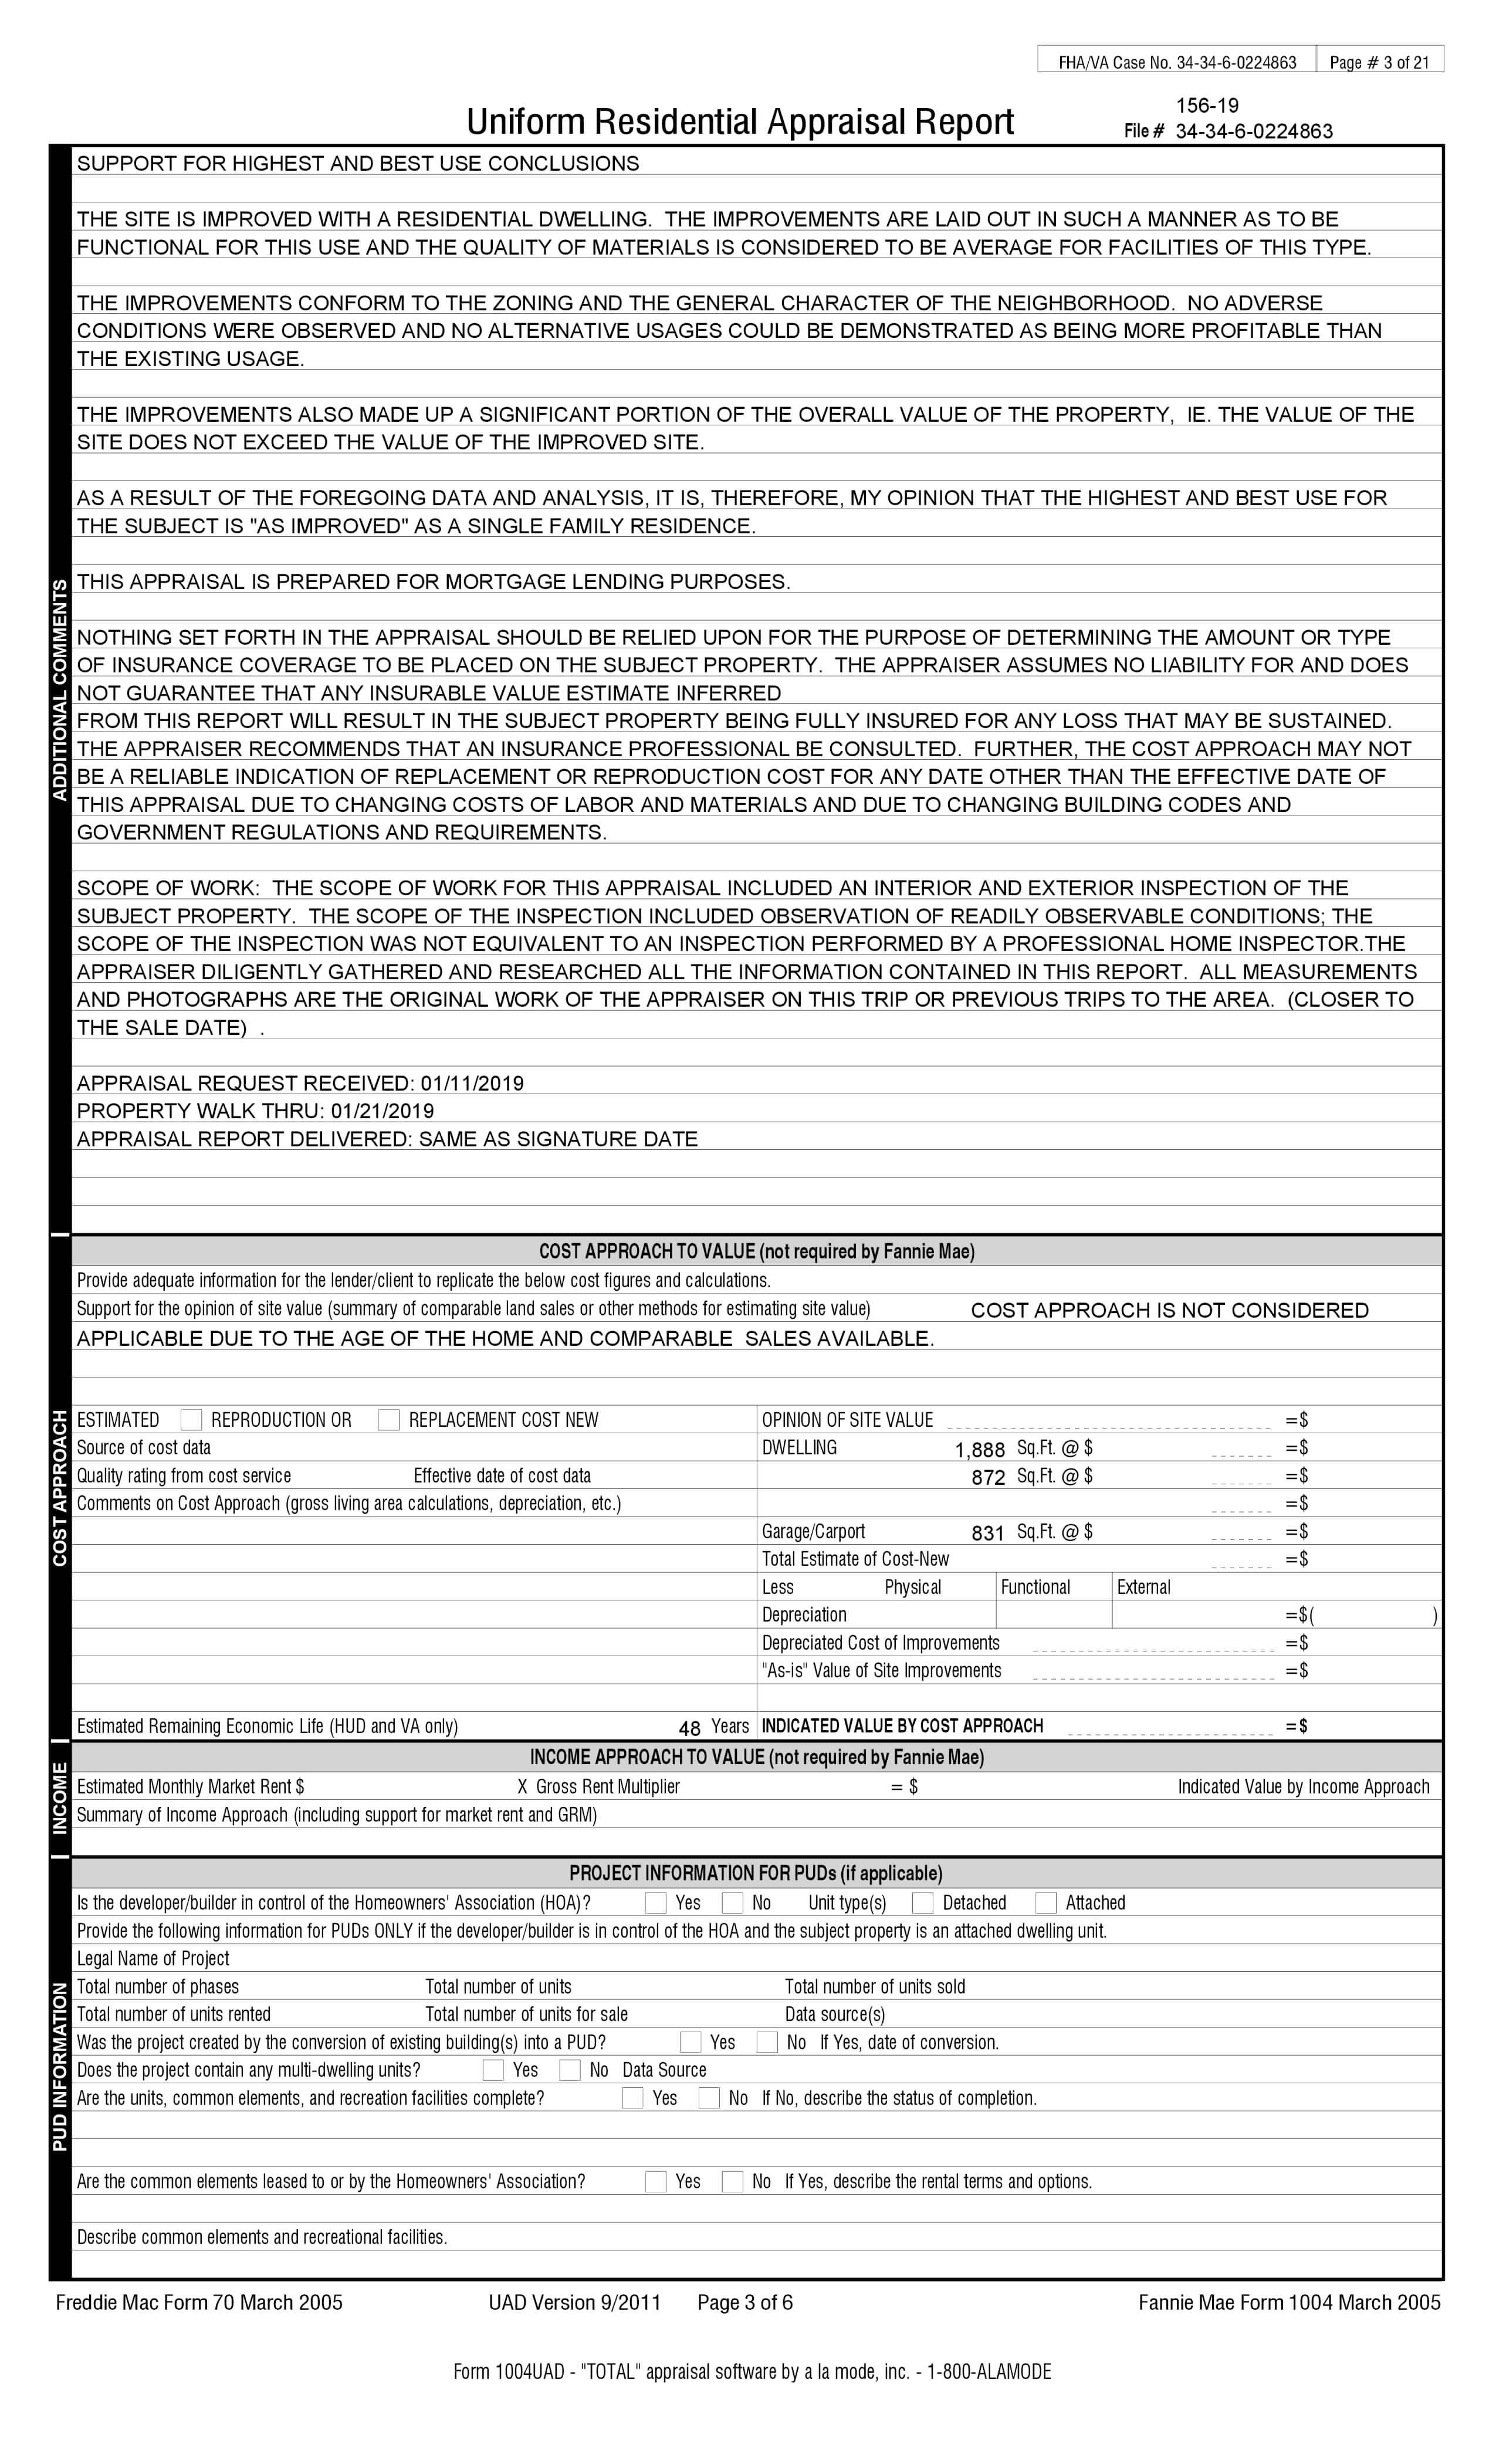 FHA/VA Case No. 34-34-6-0224863 Page # 3 of 21
156-19
Uniform Residential Appraisal Report File # 34-34-6-0224863
SUPPORT FOR HIGHEST AND BEST USE CONCLUSIONS
THE SITE IS IMPROVED WITH A RESIDENTIAL DWELLING. THE IMPROVEMENTS ARE LAID OUT IN SUCH A MANNER AS TO BE
FUNCTIONAL FOR THIS USE AND THE QUALITY OF MATERIALS IS CONSIDERED TO BE AVERAGE FOR FACILITIES OF THIS TYPE.
THE IMPROVEMENTS CONFORM TO THE ZONING AND THE GENERAL CHARACTER OF THE NEIGHBORHOOD. NO ADVERSE
CONDITIONS WERE OBSERVED AND NO ALTERNATIVE USAGES COULD BE DEMONSTRATED AS BEING MORE PROFITABLE THAN
THE EXISTING USAGE.
THE IMPROVEMENTS ALSO MADE UP A SIGNIFICANT PORTION OF THE OVERALL VALUE OF THE PROPERTY, IE. THE VALUE OF THE
SITE DOES NOT EXCEED THE VALUE OF THE IMPROVED SITE.
AS A RESULT OF THE FOREGOING DATA AND ANALYSIS, IT IS, THEREFORE, MY OPINION THAT THE HIGHEST AND BEST USE FOR
THE SUBJECT IS "AS IMPROVED" AS A SINGLE FAMILY RESIDENCE.
THIS APPRAISAL IS PREPARED FOR MORTGAGE LENDING PURPOSES.
NOTHING SET FORTH IN THE APPRAISAL SHOULD BE RELIED UPON FOR THE PURPOSE OF DETERMINING THE AMOUNT OR TYPE
OF INSURANCE COVERAGE TO BE PLACED ON THE SUBJECT PROPERTY. THE APPRAISER ASSUMES NO LIABILITY FOR AND DOES
NOT GUARANTEE THAT ANY INSURABLE VALUE ESTIMATE INFERRED
FROM THIS REPORT WILL RESULT IN THE SUBJECT PROPERTY BEING FULLY INSURED FOR ANY LOSS THAT MAY BE SUSTAINED.
THE APPRAISER RECOMMENDS THAT AN INSURANCE PROFESSIONAL BE CONSULTED. FURTHER, THE COST APPROACH MAY NOT
BE A RELIABLE INDICATION OF REPLACEMENT OR REPRODUCTION COST FOR ANY DATE OTHER THAN THE EFFECTIVE DATE OF
THIS APPRAISAL DUE TO CHANGING COSTS OF LABOR AND MATERIALS AND DUE TO CHANGING BUILDING CODES AND
GOVERNMENT REGULATIONS AND REQUIREMENTS.
SCOPE OF WORK: THE SCOPE OF WORK FOR THIS APPRAISAL INCLUDED AN INTERIOR AND EXTERIOR INSPECTION OF THE
SUBJECT PROPERTY. THE SCOPE OF THE INSPECTION INCLUDED OBSERVATION OF READILY OBSERVABLE CONDITIONS; THE
SCOPE OF THE INSPECTION WAS NOT EQUIVALENT TO AN INSPECTION PERFORMED BY A PROFESSIONAL HOME INSPECTOR.THE
APPRAISER DILIGENTLY GATHERED AND RESEARCHED ALL THE INFORMATION CONTAINED IN THIS REPORT. ALL MEASUREMENTS
AND PHOTOGRAPHS ARE THE ORIGINAL WORK OF THE APPRAISER ON THIS TRIP OR PREVIOUS TRIPS TO THE AREA. (CLOSER TO
THE SALE DATE) .
APPRAISAL REQUEST RECEIVED: 01/11/2019
PROPERTY WALK THRU: 01/21/2019
APPRAISAL REPORT DELIVERED: SAME AS SIGNATURE DATE
ADDITIONAL COMMENTS
COST APPROACH TO VALUE (not required by Fannie Mae)
Provide adequate information for the lender/client to replicate the below cost figures and calculations.
Support for the opinion of site value (summary of comparable land sales or other methods for estimating site value) COST APPROACH IS NOT CONSIDERED
APPLICABLE DUE TO THE AGE OF THE HOME AND COMPARABLE SALES AVAILABLE.
COST APPROACH
ESTIMATED REPRODUCTION OR REPLACEMENT COST NEW OPINION OF SITE VALUE =$
Source of cost data DWELLING 1,888 Sq.Ft. @ $ =$
Quality rating from cost service Effective date of cost data 872 Sq.Ft. @ $ =$
Comments on Cost Approach (gross living area calculations, depreciation, etc.) =$
Garage/Carport 831 Sq.Ft. @ $ =$
Total Estimate of Cost-New =$
Less Physical Functional External
Depreciation =$( )
Depreciated Cost of Improvements =$
"As-is" Value of Site Improvements =$
Estimated Remaining Economic Life (HUD and VA only) 48 Years INDICATED VALUE BY COST APPROACH =$
INCOME
INCOME APPROACH TO VALUE (not required by Fannie Mae)
Estimated Monthly Market Rent $ X Gross Rent Multiplier = $ Indicated Value by Income Approach
Summary of Income Approach (including support for market rent and GRM)
PROJECT INFORMATION FOR PUDs (if applicable)
Is the developer/builder in control of the Homeowners' Association (HOA)? Yes No Unit type(s) Detached Attached
Provide the following information for PUDs ONLY if the developer/builder is in control of the HOA and the subject property is an attached dwelling unit.
Legal Name of Project
Total number of phases Total number of units Total number of units sold
Total number of units rented Total number of units for sale Data source(s)
Was the project created by the conversion of existing building(s) into a PUD? Yes No If Yes, date of conversion.
Does the project contain any multi-dwelling units? Yes No Data Source
Are the units, common elements, and recreation facilities complete? Yes No If No, describe the status of completion.
PUD INFORMATION
Are the common elements leased to or by the Homeowners' Association? Yes No If Yes, describe the rental terms and options.
Describe common elements and recreational facilities.
Freddie Mac Form 70 March 2005 UAD Version 9/2011 Page 3 of 6 Fannie Mae Form 1004 March 2005
Form 1004UAD - "TOTAL" appraisal software by a la mode, inc. - 1-800-ALAMODE